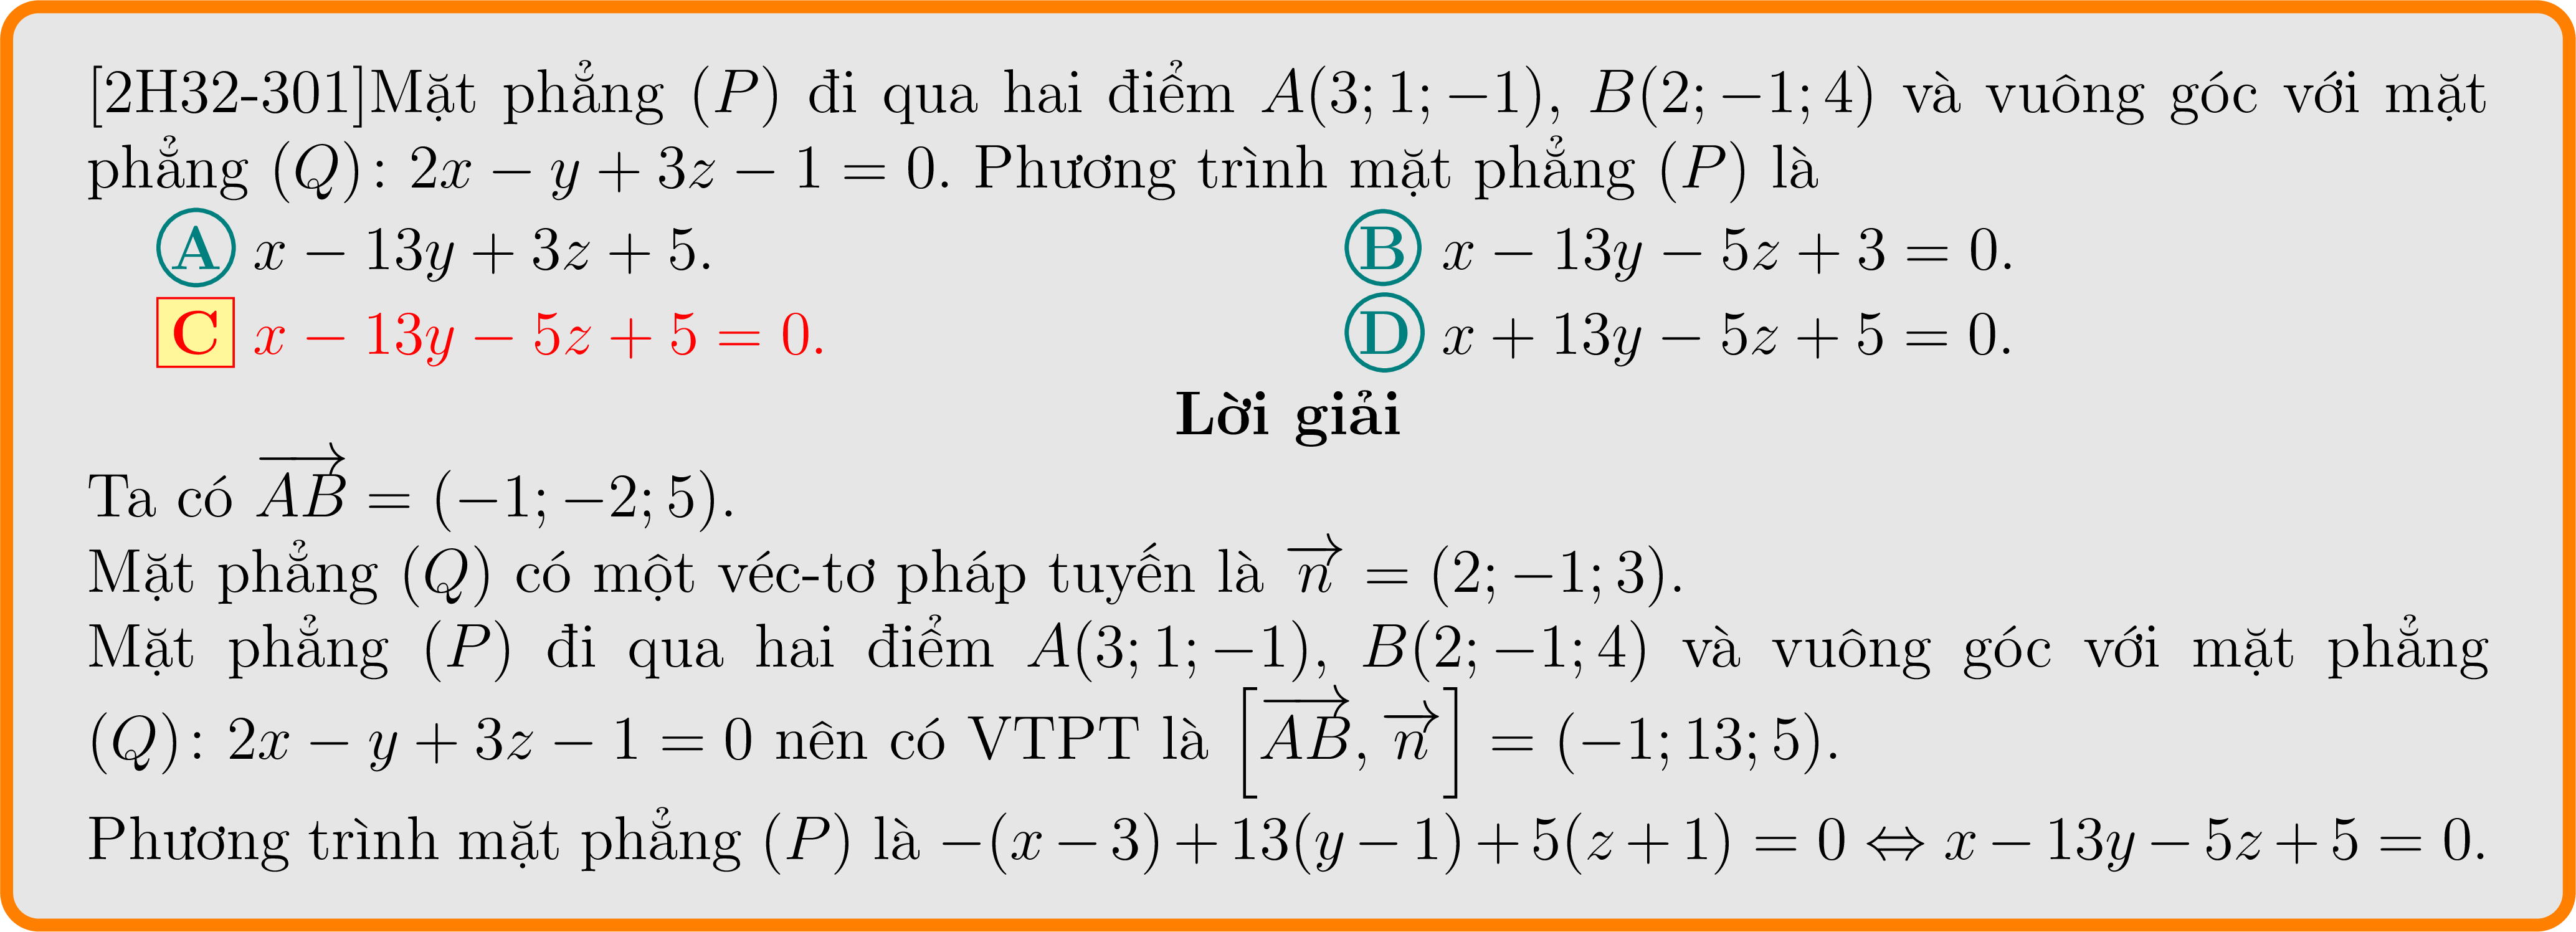 [2H32-301]Mặt phẳng (P) đi qua hai điểm A(3; 1; −1), B(2; −1; 4) và vuông góc với mặt
phẳng (Q): 2x − y + 3z − 1 = 0. Phương trình mặt phẳng (P) là
A x − 13y + 3z + 5. B x − 13y − 5z + 3 = 0.
C x − 13y − 5z + 5 = 0. D x + 13y − 5z + 5 = 0.
Lời giải
Ta có \overrightarrow{AB} = (−1; −2; 5).
Mặt phẳng (Q) có một véc-tơ pháp tuyến là \overrightarrow{n} = (2; −1; 3).
Mặt phẳng (P) đi qua hai điểm A(3; 1; −1), B(2; −1; 4) và vuông góc với mặt phẳng
(Q): 2x − y + 3z − 1 = 0 nên có VTPT là [\overrightarrow{AB}, \overrightarrow{n}] = (−1; 13; 5).
Phương trình mặt phẳng (P) là −(x − 3) + 13(y − 1) + 5(z + 1) = 0 ⇔ x − 13y − 5z + 5 = 0.